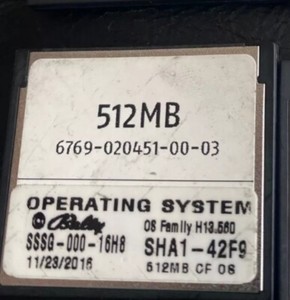 512MB
6769-020451-00-03
OPERATING SYSTEM
Bally OS Family H13.560
SSSG-000-16H8 SHA1-42F9
11/23/2016 512MB CF OS